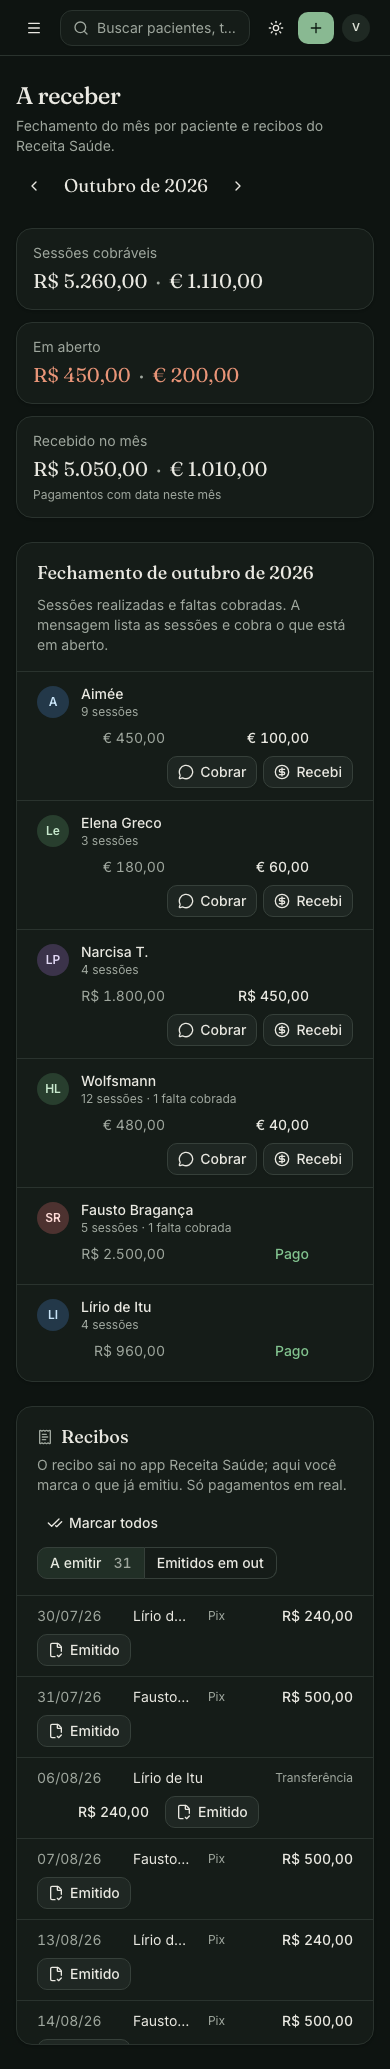 Buscar pacientes, t...
V
A receber
Fechamento do mês por paciente e recibos do
Receita Saúde.
Outubro de 2026
Sessões cobráveis
R$ 5.260,00 · € 1.110,00
Em aberto
R$ 450,00 · € 200,00
Recebido no mês
R$ 5.050,00 · € 1.010,00
Pagamentos com data neste mês
Fechamento de outubro de 2026
Sessões realizadas e faltas cobradas. A
mensagem lista as sessões e cobra o que está
em aberto.
A Aimée
9 sessões
€ 450,00 € 100,00
Cobrar Recebi
Le Elena Greco
3 sessões
€ 180,00 € 60,00
Cobrar Recebi
LP Narcisa T.
4 sessões
R$ 1.800,00 R$ 450,00
Cobrar Recebi
HL Wolfsmann
12 sessões · 1 falta cobrada
€ 480,00 € 40,00
Cobrar Recebi
SR Fausto Bragança
5 sessões · 1 falta cobrada
R$ 2.500,00 Pago
LI Lírio de Itu
4 sessões
R$ 960,00 Pago
Recibos
O recibo sai no app Receita Saúde; aqui você
marca o que já emitiu. Só pagamentos em real.
Marcar todos
A emitir 31 Emitidos em out
30/07/26 Lírio d... Pix R$ 240,00
Emitido
31/07/26 Fausto... Pix R$ 500,00
Emitido
06/08/26 Lírio de Itu Transferência
R$ 240,00 Emitido
07/08/26 Fausto... Pix R$ 500,00
Emitido
13/08/26 Lírio d... Pix R$ 240,00
Emitido
14/08/26 Fausto... Pix R$ 500,00